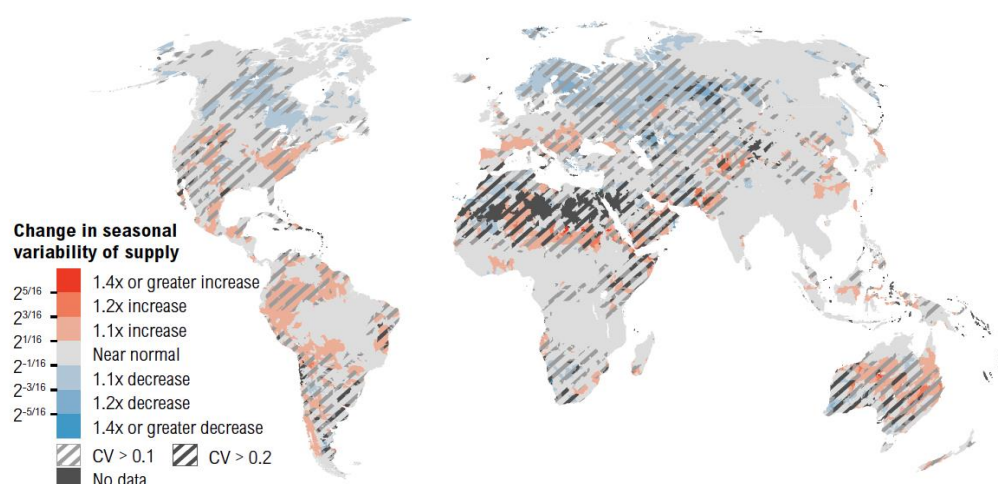 Change in seasonal
variability of supply
1.4x or greater increase
2^5/16
1.2x increase
2^3/16
1.1x increase
2^1/16
Near normal
2^-1/16
1.1x decrease
2^-3/16
1.2x decrease
2^-5/16
1.4x or greater decrease
CV > 0.1 CV > 0.2
No data